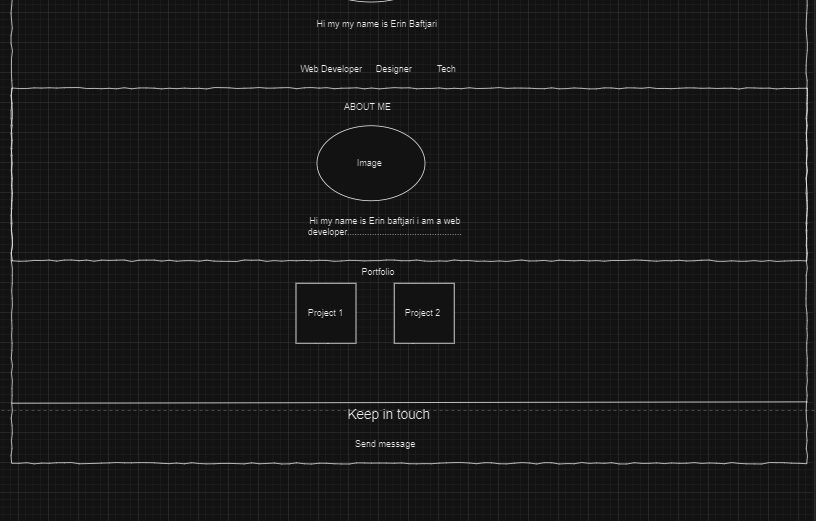 Hi my my name is Erin Baftjari
Web Developer Designer Tech
ABOUT ME
Image
Hi my name is Erin baftjari i am a web
developer..............................................
Portfolio
Project 1 Project 2
Keep in touch
Send message